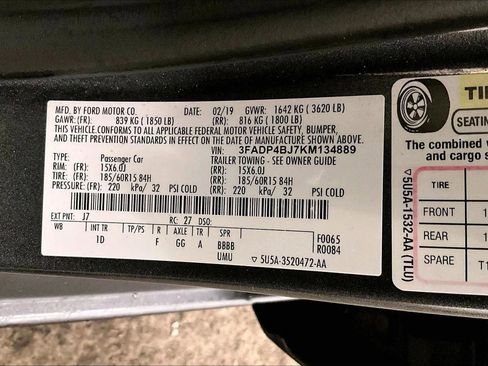 MFD. BY FORD MOTOR CO.
DATE: 02/19 GVWR: 1642 KG ( 3620 LB)
GAWR: (FR): 839 KG ( 1850 LB) (RR): 816 KG ( 1800 LB)
THIS VEHICLE CONFORMS TO ALL APPLICABLE FEDERAL MOTOR VEHICLE SAFETY, BUMPER,
AND THEFT PREVENTION STANDARDS IN EFFECT ON THE DATE OF MANUFACTURE SHOWN ABOVE.
VIN: 3FADP4BJ7KM134889
TYPE: Passenger Car TRAILER TOWING - SEE OWNER GUIDE
RIM: (FR): 15X6.0J (RR): 15X6.0J
TIRE: (FR): 185/60R15 84H (RR): 185/60R15 84H
PRESSURE: (FR): 220 kPa/ 32 PSI COLD (RR): 220 kPa/ 32 PSI COLD
EXT PNT: J7 RC: 27 DSO:
WB INT TR TP/PS R AXLE TR SPR F0065
1D F GG A BBBB R0084
UMU ▽5U5A-3520472-AA
TI
SEATING
The combined
and cargo
TIRE
FRONT 1
REAR 1
SPARE T1
▽5U5A-1532-AA (TLU)